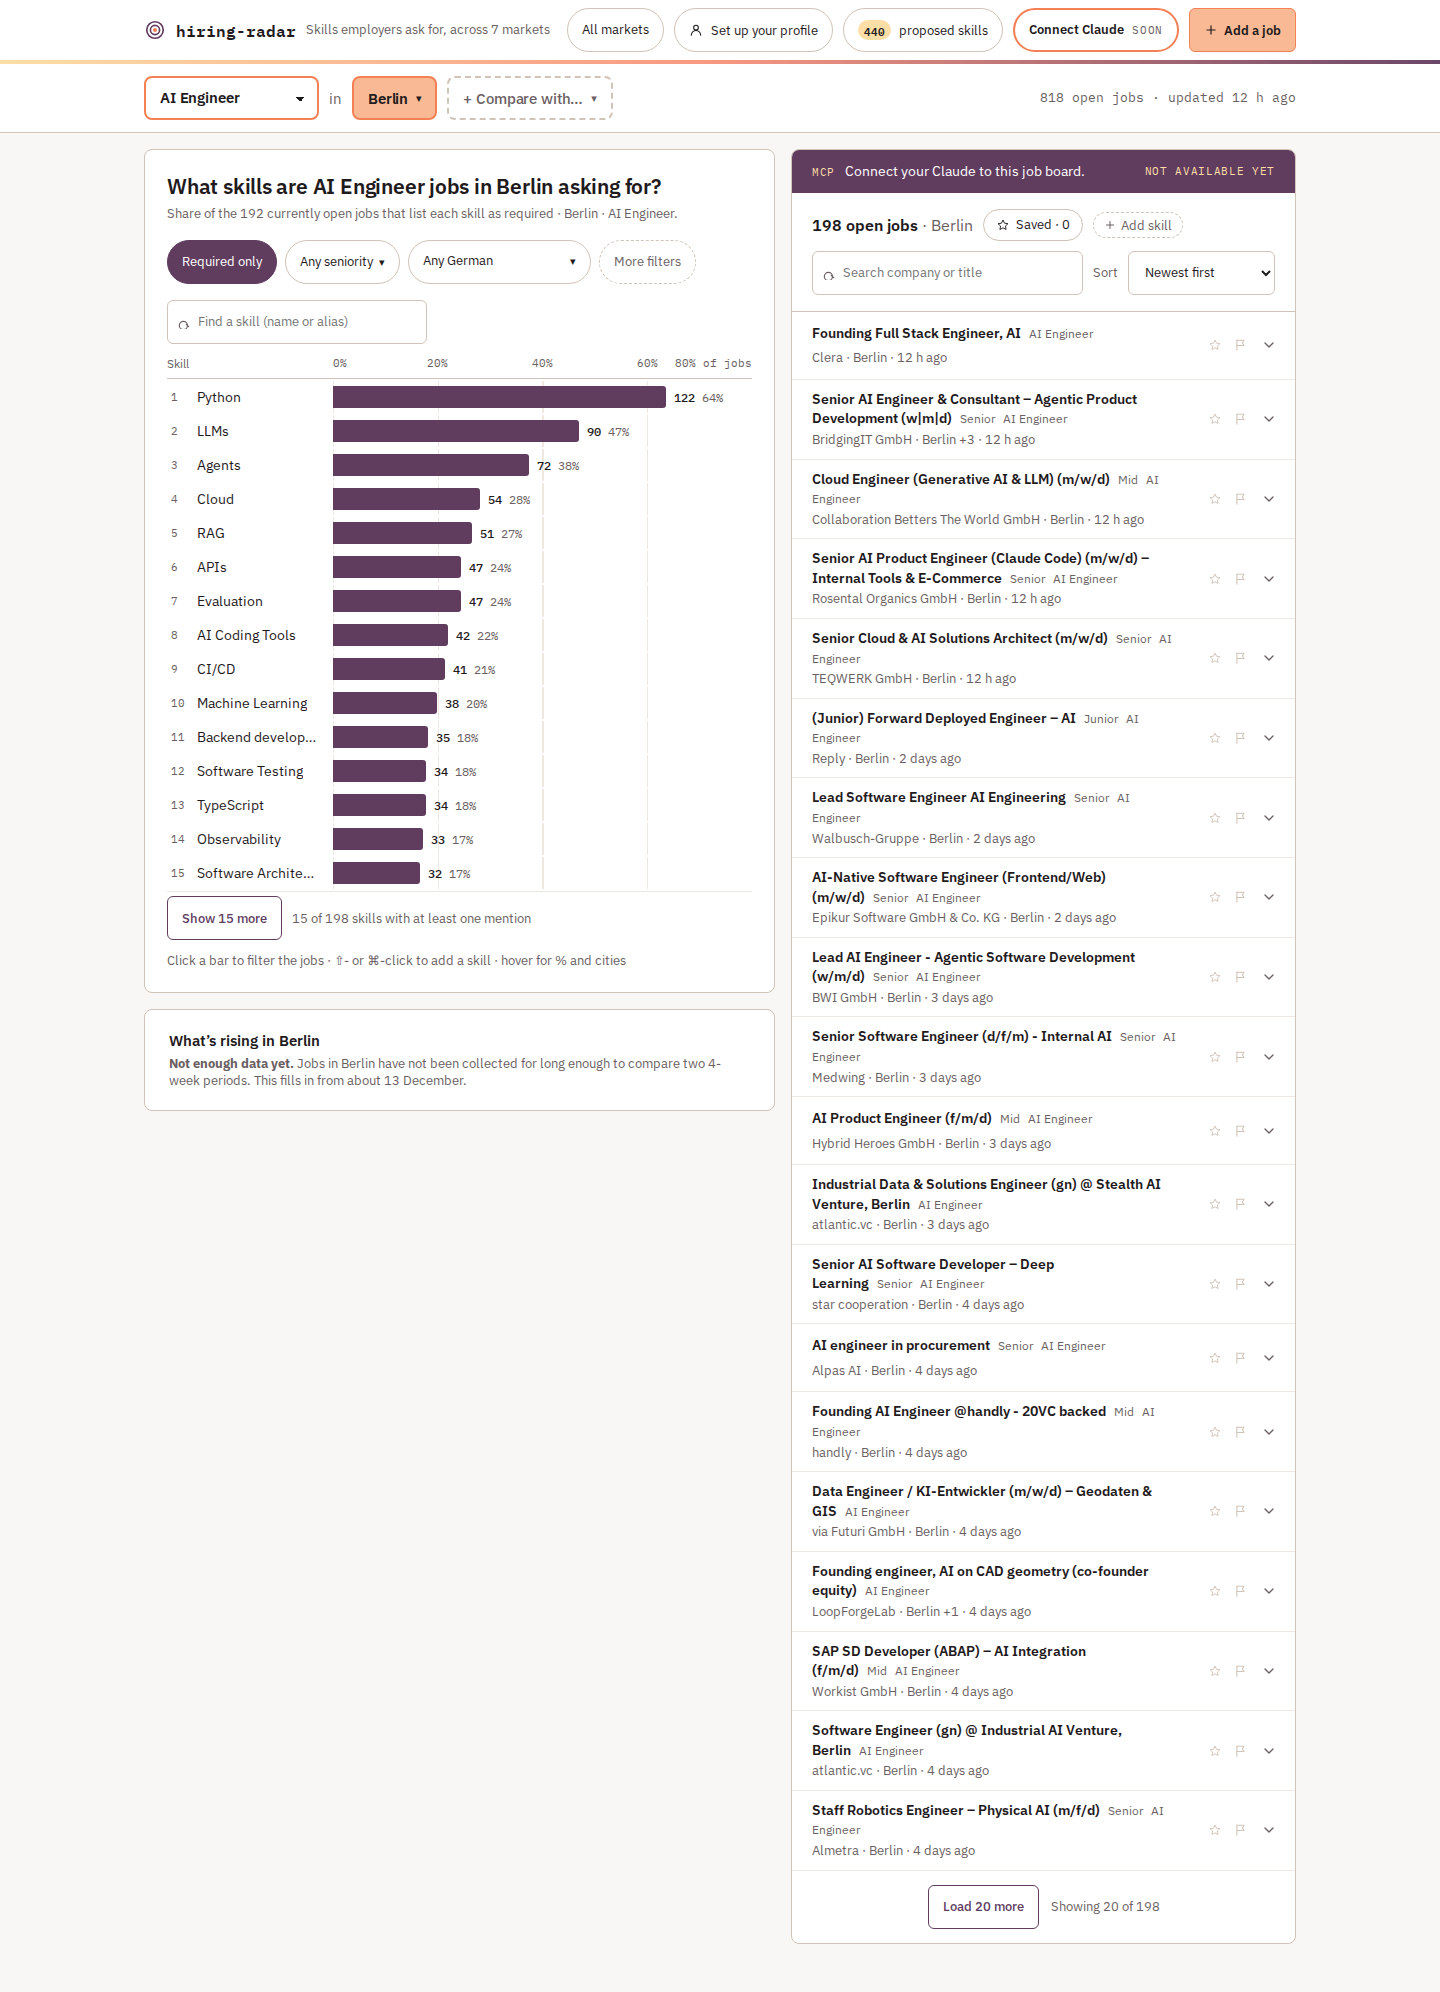 hiring-radar Skills employers ask for, across 7 markets All markets Set up your profile 440 proposed skills Connect Claude SOON + Add a job
AI Engineer in Berlin ▾ + Compare with... ▾ 818 open jobs · updated 12 h ago
What skills are AI Engineer jobs in Berlin asking for?
Share of the 192 currently open jobs that list each skill as required · Berlin · AI Engineer.
Required only Any seniority ▾ Any German ▾ More filters
Find a skill (name or alias)
Skill 0% 20% 40% 60% 80% of jobs
1 Python 122 64%
2 LLMs 90 47%
3 Agents 72 38%
4 Cloud 54 28%
5 RAG 51 27%
6 APIs 47 24%
7 Evaluation 47 24%
8 AI Coding Tools 42 22%
9 CI/CD 41 21%
10 Machine Learning 38 20%
11 Backend develop... 35 18%
12 Software Testing 34 18%
13 TypeScript 34 18%
14 Observability 33 17%
15 Software Archite... 32 17%
Show 15 more 15 of 198 skills with at least one mention
Click a bar to filter the jobs · ⇧- or ⌘-click to add a skill · hover for % and cities
What’s rising in Berlin
Not enough data yet. Jobs in Berlin have not been collected for long enough to compare two 4-
week periods. This fills in from about 13 December.
MCP Connect your Claude to this job board. NOT AVAILABLE YET
198 open jobs · Berlin Saved · 0 + Add skill
Search company or title Sort Newest first
Founding Full Stack Engineer, AI AI Engineer
Clera · Berlin · 12 h ago
Senior AI Engineer & Consultant – Agentic Product
Development (w|m|d) Senior AI Engineer
BridgingIT GmbH · Berlin +3 · 12 h ago
Cloud Engineer (Generative AI & LLM) (m/w/d) Mid AI
Engineer
Collaboration Betters The World GmbH · Berlin · 12 h ago
Senior AI Product Engineer (Claude Code) (m/w/d) –
Internal Tools & E-Commerce Senior AI Engineer
Rosental Organics GmbH · Berlin · 12 h ago
Senior Cloud & AI Solutions Architect (m/w/d) Senior AI
Engineer
TEQWERK GmbH · Berlin · 12 h ago
(Junior) Forward Deployed Engineer – AI Junior AI
Engineer
Reply · Berlin · 2 days ago
Lead Software Engineer AI Engineering Senior AI
Engineer
Walbusch-Gruppe · Berlin · 2 days ago
AI-Native Software Engineer (Frontend/Web)
(m/w/d) Senior AI Engineer
Epikur Software GmbH & Co. KG · Berlin · 2 days ago
Lead AI Engineer - Agentic Software Development
(w/m/d) Senior AI Engineer
BWI GmbH · Berlin · 3 days ago
Senior Software Engineer (d/f/m) - Internal AI Senior AI
Engineer
Medwing · Berlin · 3 days ago
AI Product Engineer (f/m/d) Mid AI Engineer
Hybrid Heroes GmbH · Berlin · 3 days ago
Industrial Data & Solutions Engineer (gn) @ Stealth AI
Venture, Berlin AI Engineer
atlantic.vc · Berlin · 3 days ago
Senior AI Software Developer – Deep
Learning Senior AI Engineer
star cooperation · Berlin · 4 days ago
AI engineer in procurement Senior AI Engineer
Alpas AI · Berlin · 4 days ago
Founding AI Engineer @handly - 20VC backed Mid AI
Engineer
handly · Berlin · 4 days ago
Data Engineer / KI-Entwickler (m/w/d) – Geodaten &
GIS AI Engineer
via Futuri GmbH · Berlin · 4 days ago
Founding engineer, AI on CAD geometry (co-founder
equity) AI Engineer
LoopForgeLab · Berlin +1 · 4 days ago
SAP SD Developer (ABAP) – AI Integration
(f/m/d) Mid AI Engineer
Workist GmbH · Berlin · 4 days ago
Software Engineer (gn) @ Industrial AI Venture,
Berlin AI Engineer
atlantic.vc · Berlin · 4 days ago
Staff Robotics Engineer – Physical AI (m/f/d) Senior AI
Engineer
Almetra · Berlin · 4 days ago
Load 20 more Showing 20 of 198